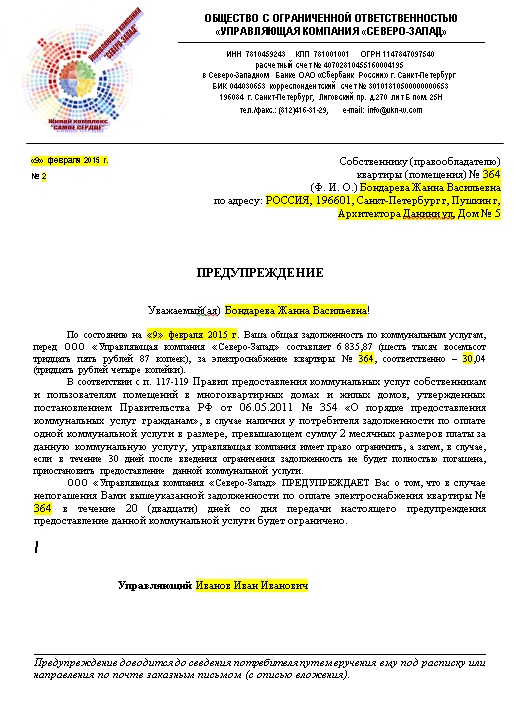 УПРАВЛЯЮЩАЯ КОМПАНИЯ
"СЕВЕРО-ЗАПАД"
Жилой комплекс
"САМОЕ СЕРДЦЕ"
ОБЩЕСТВО С ОГРАНИЧЕННОЙ ОТВЕТСТВЕННОСТЬЮ
«УПРАВЛЯЮЩАЯ КОМПАНИЯ «СЕВЕРО-ЗАПАД»
ИНН 7810459243 КПП 781001001 ОГРН 1147847097540
расчетный счет № 40702810455160004195
в Северо-Западном Банке ОАО «Сбербанк России» г. Санкт-Петербург
БИК 044030653 корреспондентский счет № 30101810500000000653
196084 г. Санкт-Петербург, Лиговский пр. д.270 лит Б пом. 25Н
тел./факс.: (812)416-31-29, e-mail: info@ukn-w.com
«9» февраля 2015 г.
№ 2
Собственнику (правообладателю)
квартиры (помещения) № 364
(Ф. И. О.) Бондарева Жанна Васильевна
по адресу: РОССИЯ, 196601, Санкт-Петербург г, Пушкин г,
Архитектора Данини ул, Дом № 5
ПРЕДУПРЕЖДЕНИЕ
Уважаемый(ая) Бондарева Жанна Васильевна!
По состоянию на «9» февраля 2015 г. Ваша общая задолженность по коммунальным услугам,
перед ООО «Управляющая компания «Северо-Запад» составляет 6 835,87 (шесть тысяч восемьсот
тридцать пять рублей 87 копеек), за электроснабжение квартиры № 364, соответственно – 30,04
(тридцать рублей четыре копейки).
В соответствии с п. 117-119 Правил предоставления коммунальных услуг собственникам
и пользователям помещений в многоквартирных домах и жилых домов, утвержденных
постановлением Правительства РФ от 06.05.2011 № 354 «О порядке предоставления
коммунальных услуг гражданам», в случае наличия у потребителя задолженности по оплате
одной коммунальной услуги в размере, превышающем сумму 2 месячных размеров платы за
данную коммунальную услугу, управляющая компания имеет право ограничить, а затем, в случае,
если в течение 30 дней после введения ограничения задолженность не будет полностью погашена,
приостановить предоставление данной коммунальной услуги.
ООО «Управляющая компания «Северо-Запад» ПРЕДУПРЕЖДАЕТ Вас о том, что в случае
непогашения Вами вышеуказанной задолженности по оплате электроснабжения квартиры №
364 в течение 20 (двадцати) дней со дня передачи настоящего предупреждения
предоставление данной коммунальной услуги будет ограничено.
Управляющий Иванов Иван Иванович
Предупреждение доводится до сведения потребителя путем вручения ему под расписку или
направления по почте заказным письмом (с описью вложения).